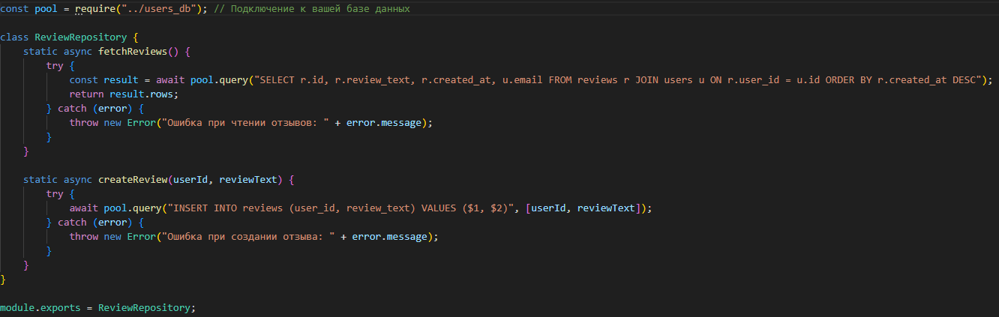 const pool = require("../users_db"); // Подключение к вашей базе данных
class ReviewRepository {
static async fetchReviews() {
try {
const result = await pool.query("SELECT r.id, r.review_text, r.created_at, u.email FROM reviews r JOIN users u ON r.user_id = u.id ORDER BY r.created_at DESC");
return result.rows;
} catch (error) {
throw new Error("Ошибка при чтении отзывов: " + error.message);
}
}
static async createReview(userId, reviewText) {
try {
await pool.query("INSERT INTO reviews (user_id, review_text) VALUES ($1, $2)", [userId, reviewText]);
} catch (error) {
throw new Error("Ошибка при создании отзыва: " + error.message);
}
}
}
module.exports = ReviewRepository;